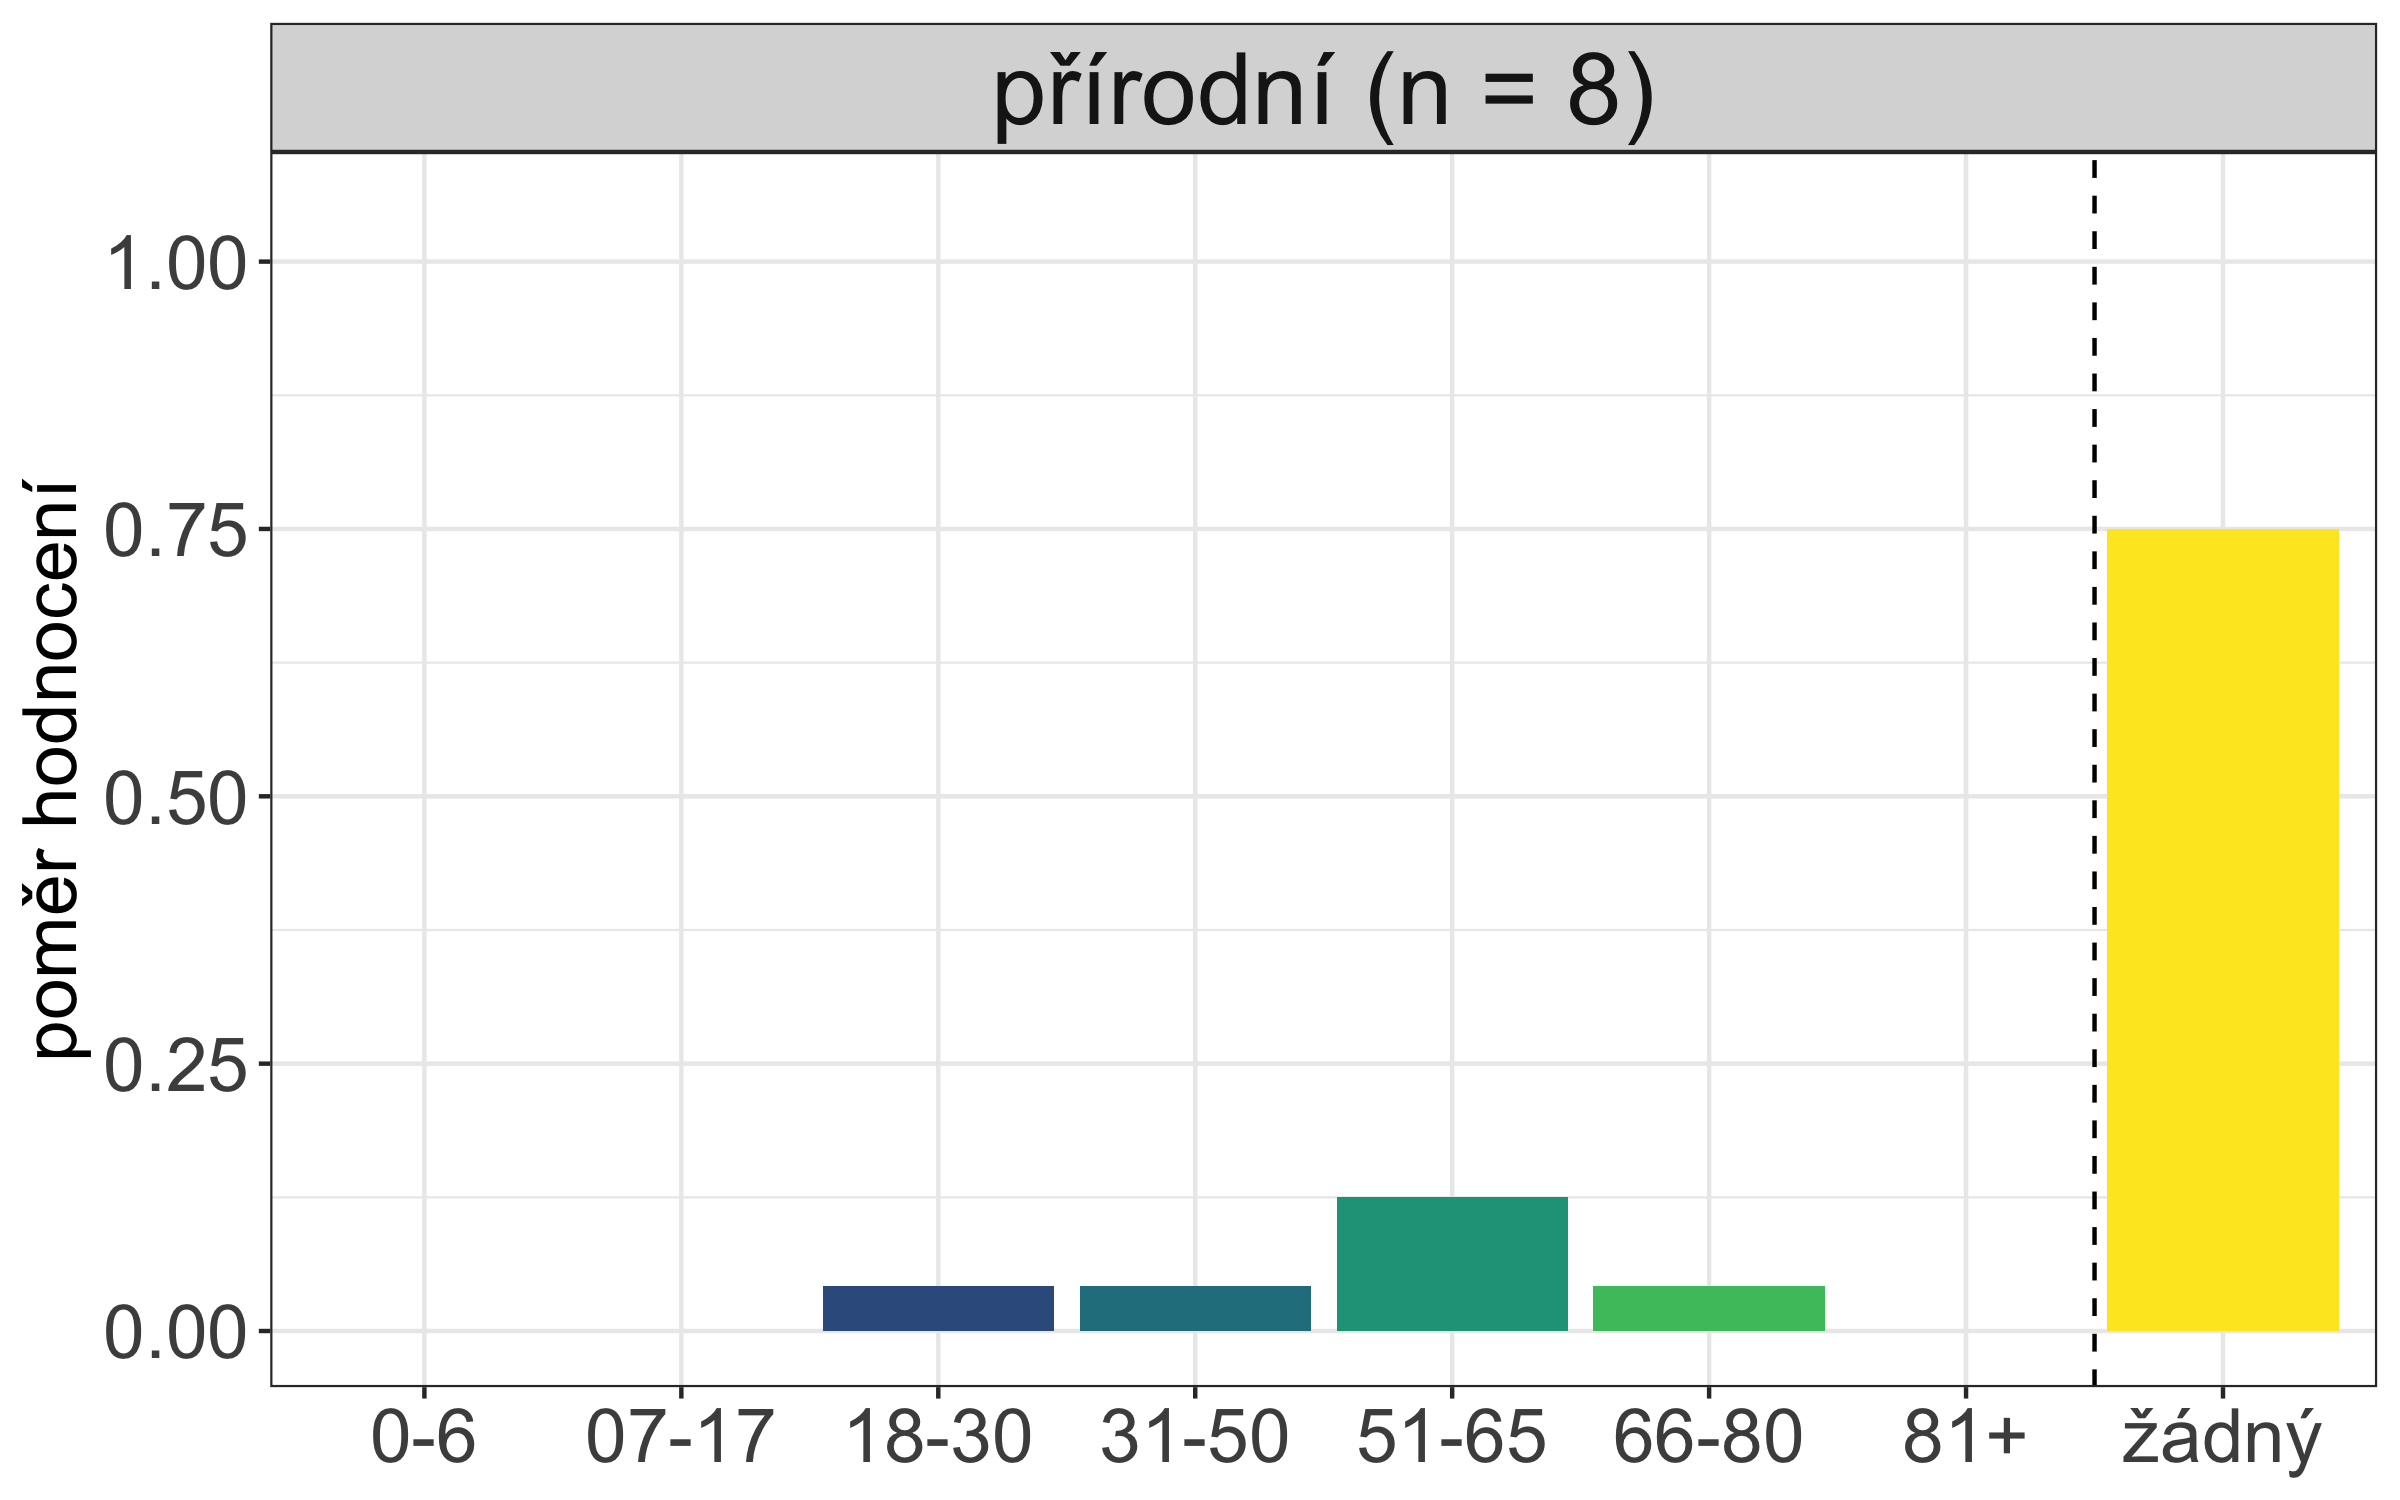 přírodní (n = 8)
poměr hodnocení
1.00
0.75
0.50
0.25
0.00
0-6 07-17 18-30 31-50 51-65 66-80 81+ žádný